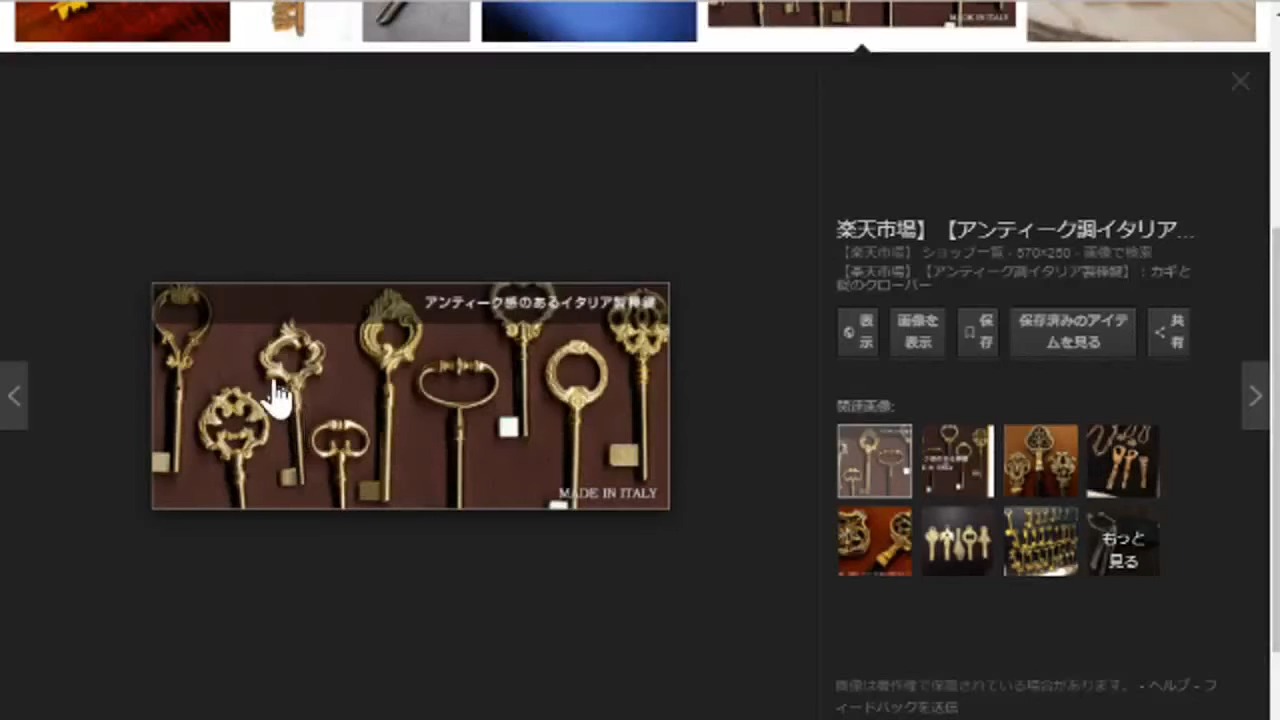 MADE IN ITALY
楽天市場】【アンティーク調イタリア...
【楽天市場】 ショップ一覧 - 670×280 - 画像で検索
【楽天市場】【アンティーク調イタリア製棒鍵】:カギと
錠のクローバー
アンティーク感のあるイタリア製棒鍵
表示
画像を表示
保存
保存済みのアイテムを見る
共有
関連画像:
MADE IN ITALY
もっと
見る
画像は著作権で保護されている場合があります。 - ヘルプ - フ
ィードバックを送信